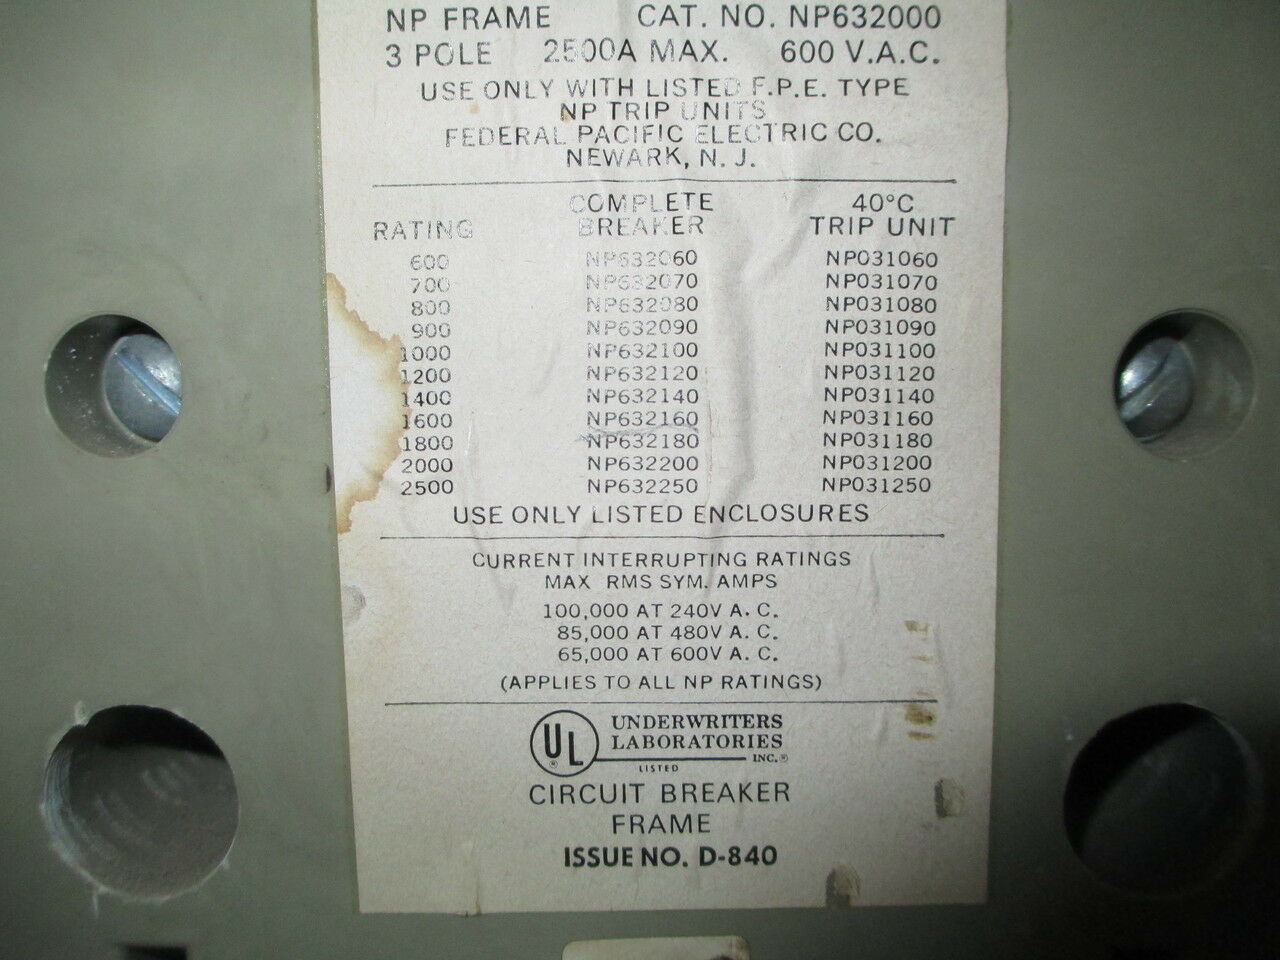 NP FRAME CAT. NO. NP632000
3 POLE 2500A MAX. 600 V.A.C.
USE ONLY WITH LISTED F.P.E. TYPE
NP TRIP UNITS
FEDERAL PACIFIC ELECTRIC CO.
NEWARK, N. J.
RATING COMPLETE BREAKER 40°C TRIP UNIT
600 NP632060 NP031060
700 NP632070 NP031070
800 NP632080 NP031080
900 NP632090 NP031090
1000 NP632100 NP031100
1200 NP632120 NP031120
1400 NP632140 NP031140
1600 NP632160 NP031160
1800 NP632180 NP031180
2000 NP632200 NP031200
2500 NP632250 NP031250
USE ONLY LISTED ENCLOSURES
CURRENT INTERRUPTING RATINGS
MAX RMS SYM. AMPS
100,000 AT 240V A.C.
85,000 AT 480V A.C.
65,000 AT 600V A.C.
(APPLIES TO ALL NP RATINGS)
UL ® UNDERWRITERS
LABORATORIES
INC.®
LISTED
CIRCUIT BREAKER
FRAME
ISSUE NO. D-840